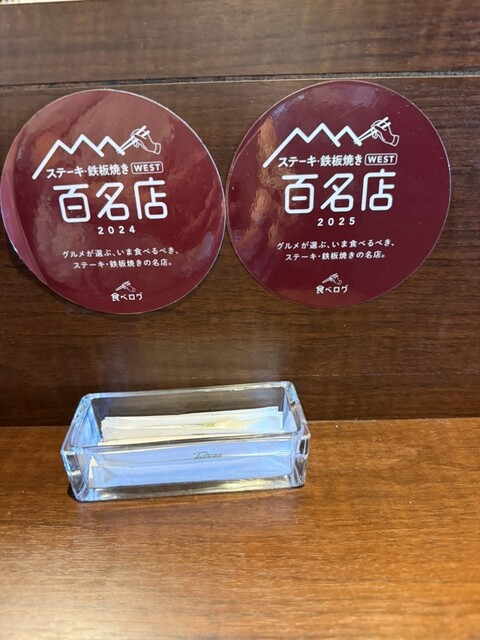 ステーキ・鉄板焼き WEST
百名店
2024
グルメが選ぶ、いま食べるべき、
ステーキ・鉄板焼きの名店。
食べログ
ステーキ・鉄板焼き WEST
百名店
2025
グルメが選ぶ、いま食べるべき、
ステーキ・鉄板焼きの名店。
食べログ